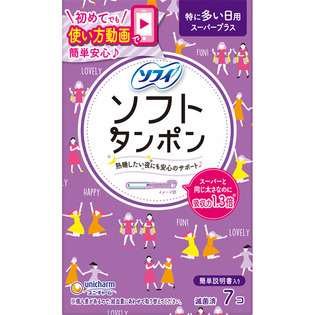 初めてでも
使い方動画で
簡単安心♪
特に多い日用
スーパープラス
LOVELY
FUN!
ソフィ
ソフト
タンポン
熟睡したい夜にも安心のサポート♪
イメージ図
スーパーと
同じ太さなのに
吸収力1.3倍
HAPPY
LOVELY
FUN!
unicharm
ユニ・チャーム
簡単説明書入り
滅菌済 7コ